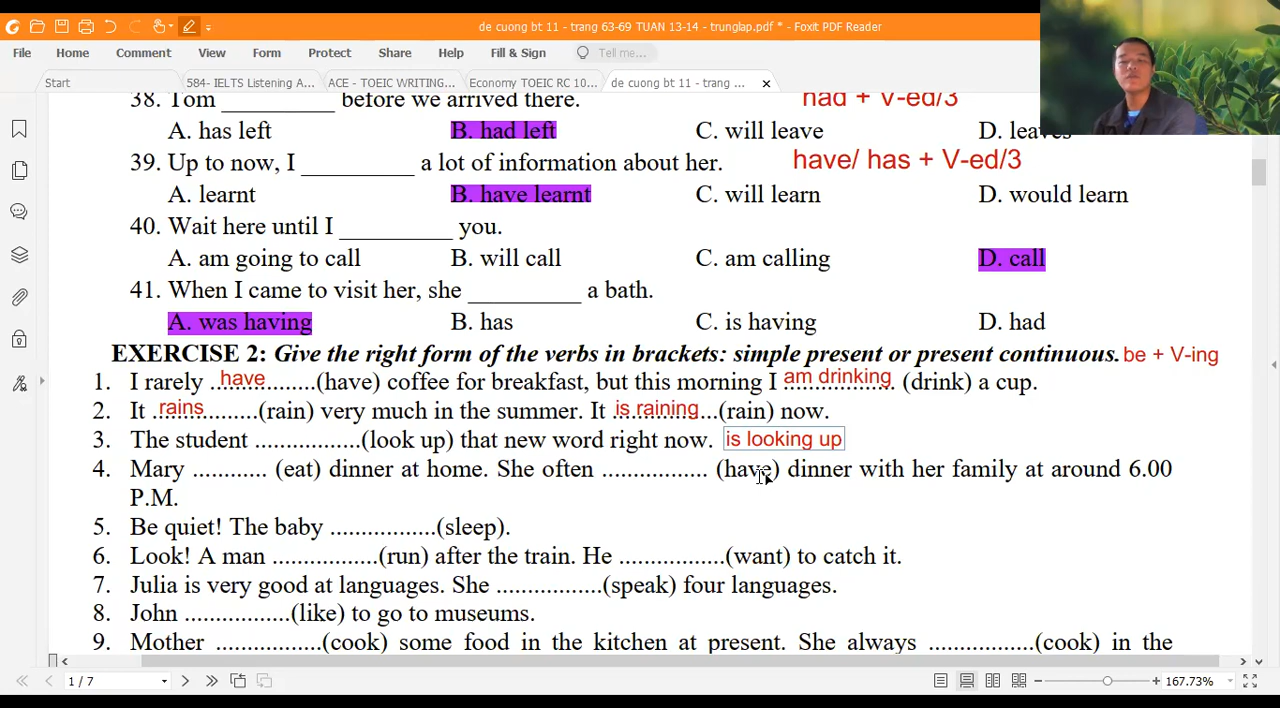 de cuong bt 11 - trang 63-69 TUAN 13-14 - trunglap.pdf * - Foxit PDF Reader
File Home Comment View Form Protect Share Help Fill & Sign Tell me...
Start 584- IELTS Listening A... ACE - TOEIC WRITING... Economy TOEIC RC 10... de cuong bt 11 - trang ...
38. Tom _________ before we arrived there. had + V-ed/3
A. has left B. had left C. will leave D. leaves
39. Up to now, I _________ a lot of information about her. have/ has + V-ed/3
A. learnt B. have learnt C. will learn D. would learn
40. Wait here until I _________ you.
A. am going to call B. will call C. am calling D. call
41. When I came to visit her, she _________ a bath.
A. was having B. has C. is having D. had
EXERCISE 2: Give the right form of the verbs in brackets: simple present or present continuous. be + V-ing
1. I rarely ..have..........(have) coffee for breakfast, but this morning I am drinking (drink) a cup.
2. It ..rains..........(rain) very much in the summer. It is raining...(rain) now.
3. The student .................(look up) that new word right now. is looking up
4. Mary ............ (eat) dinner at home. She often ................. (have) dinner with her family at around 6.00
P.M.
5. Be quiet! The baby .................(sleep).
6. Look! A man .................(run) after the train. He .................(want) to catch it.
7. Julia is very good at languages. She .................(speak) four languages.
8. John .................(like) to go to museums.
9. Mother .................(cook) some food in the kitchen at present. She always .................(cook) in the
1 / 7 167.73%